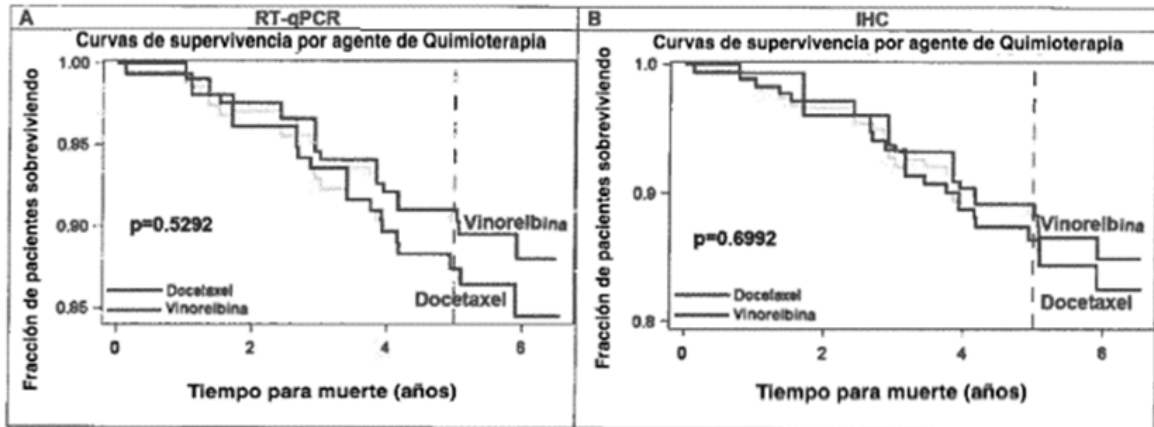 A RT-qPCR
Curvas de supervivencia por agente de Quimioterapia
Fracción de pacientes sobreviviendo
1.00
0.95
0.90
0.85
p=0.5292
Vinorelbina
Docetaxel
Docetaxel
Vinorelbina
0 2 4 6
Tiempo para muerte (años)
B IHC
Curvas de supervivencia por agente de Quimioterapia
Fracción de pacientes sobreviviendo
1.0
0.9
0.8
p=0.6992
Vinorelbina
Docetaxel
Docetaxel
Vinorelbina
0 2 4 6
Tiempo para muerte (años)